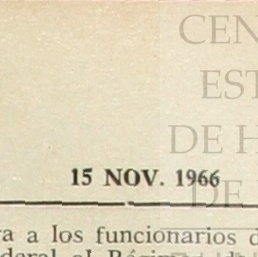 CEN
EST
DE H
DE
15 NOV. 1966
a a los funcionarios d